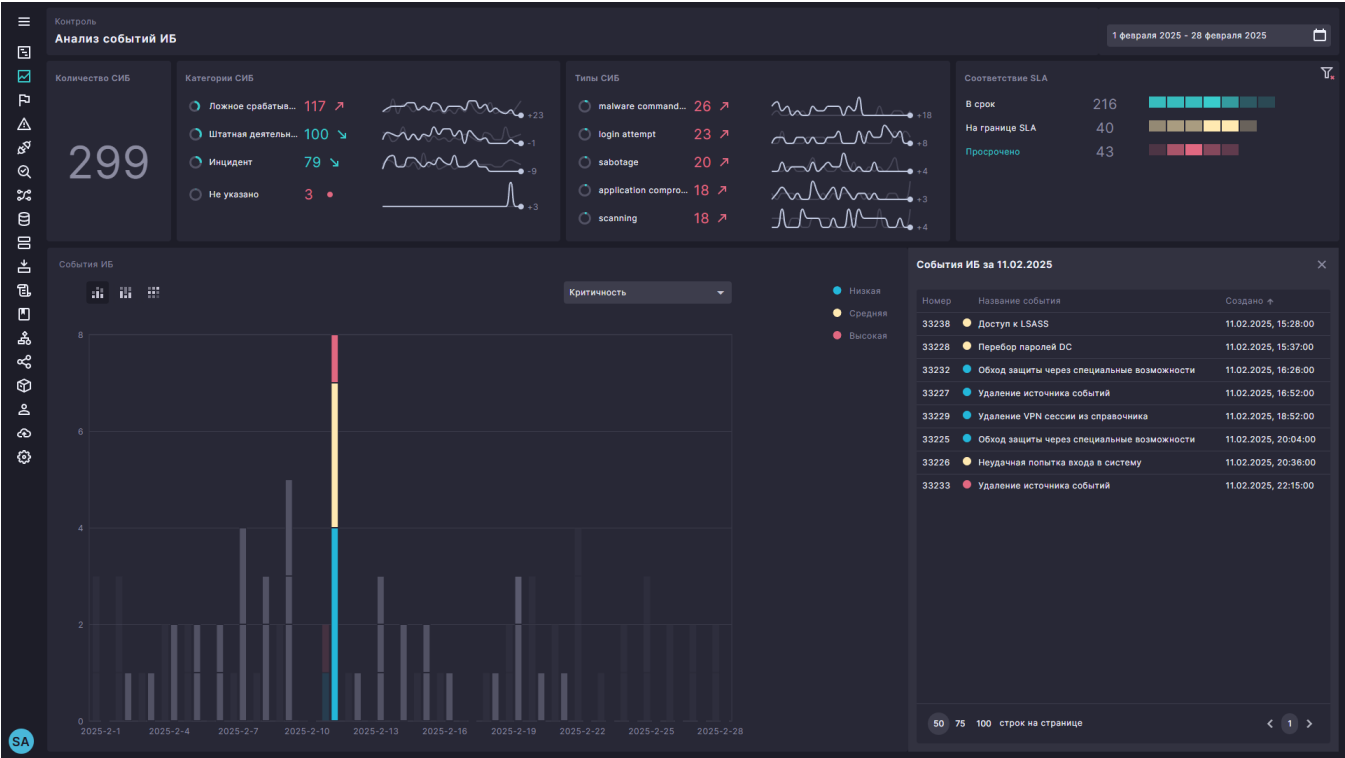 Контроль
Анализ событий ИБ
1 февраля 2025 - 28 февраля 2025
Количество СИБ
299
Категории СИБ
Ложное срабатыв... 117 +23
Штатная деятельн... 100 -1
Инцидент 79 -9
Не указано 3 +3
Типы СИБ
malware command... 26 +18
login attempt 23 +8
sabotage 20 +4
application compro... 18 +3
scanning 18 +4
Соответствие SLA
В срок 216
На границе SLA 40
Просрочено 43
События ИБ
Критичность
Низкая
Средняя
Высокая
8
6
4
2
0
2025-2-1 2025-2-4 2025-2-7 2025-2-10 2025-2-13 2025-2-16 2025-2-19 2025-2-22 2025-2-25 2025-2-28
События ИБ за 11.02.2025
Номер Название события Создано
33238 Доступ к LSASS 11.02.2025, 15:28:00
33228 Перебор паролей DC 11.02.2025, 15:37:00
33232 Обход защиты через специальные возможности 11.02.2025, 16:26:00
33227 Удаление источника событий 11.02.2025, 16:52:00
33229 Удаление VPN сессии из справочника 11.02.2025, 18:52:00
33225 Обход защиты через специальные возможности 11.02.2025, 20:04:00
33226 Неудачная попытка входа в систему 11.02.2025, 20:36:00
33233 Удаление источника событий 11.02.2025, 22:15:00
50 75 100 строк на странице 1
SA